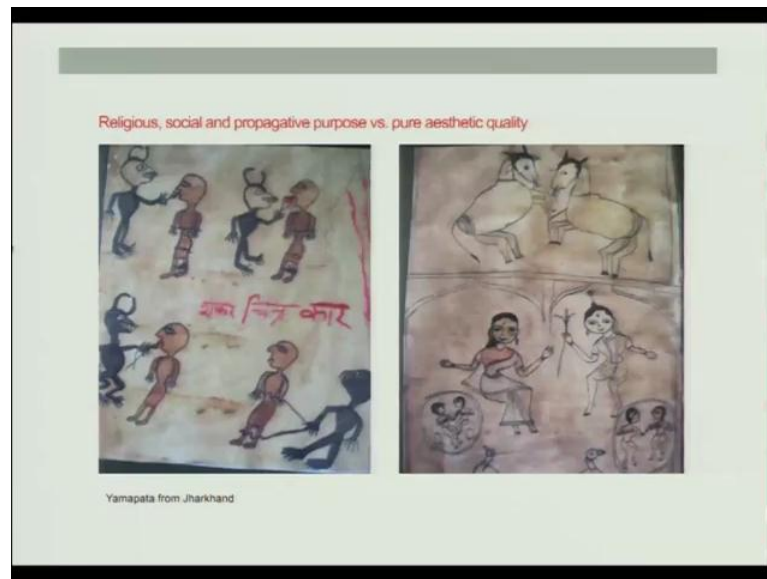 Religious, social and propagative purpose vs. pure aesthetic quality
चित्र कार
Yamapata from Jharkhand